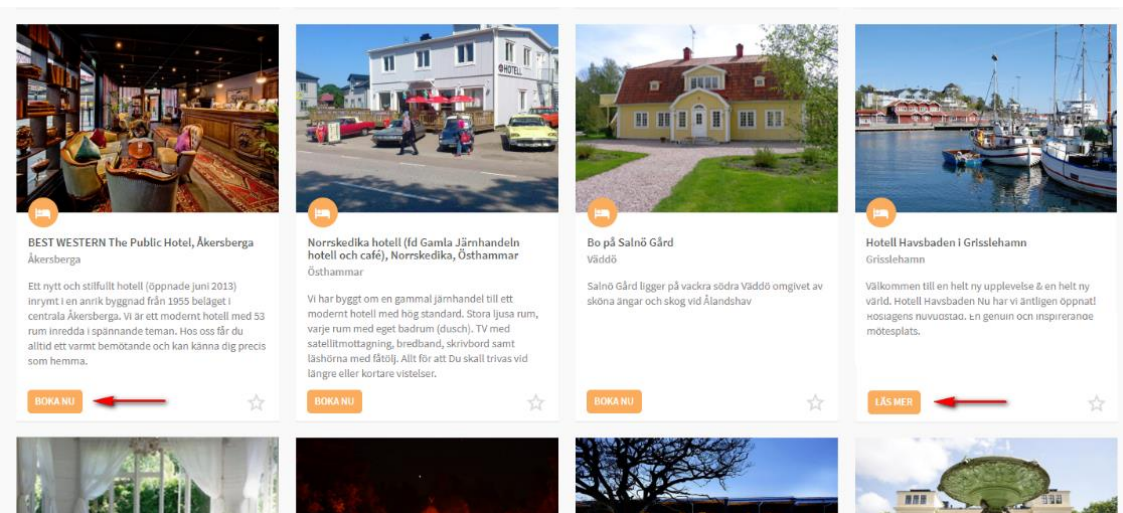 HOTELL
BEST WESTERN The Public Hotel, Åkersberga
Åkersberga
Ett nytt och stilfullt hotell (öppnade juni 2013)
inrymt i en anrik byggnad från 1955 beläget i
centrala Åkersberga. Vi är ett modernt hotell med 53
rum inredda i spännande teman. Hos oss får du
alltid ett varmt bemötande och kan känna dig precis
som hemma.
BOKA NU
Norrskedika hotell (fd Gamla Järnhandeln
hotell och café), Norrskedika, Östhammar
Östhammar
Vi har byggt om en gammal järnhandel till ett
modernt hotell med hög standard. Stora ljusa rum,
varje rum med eget badrum (dusch). TV med
satellitmottagning, bredband, skrivbord samt
läshörna med fåtölj. Allt för att Du skall trivas vid
längre eller kortare vistelser.
BOKA NU
Bo på Salnö Gård
Väddö
Salnö Gård ligger på vackra södra Väddö omgivet av
sköna ängar och skog vid Ålandshav
BOKA NU
Hotell Havsbaden i Grisslehamn
Grisslehamn
Välkommen till en helt ny upplevelse & en helt ny
värld. Hotell Havsbaden Nu har vi äntligen öppnat!
Roslagens huvudstad. En genuin och inspirerande
mötesplats.
LÄS MER